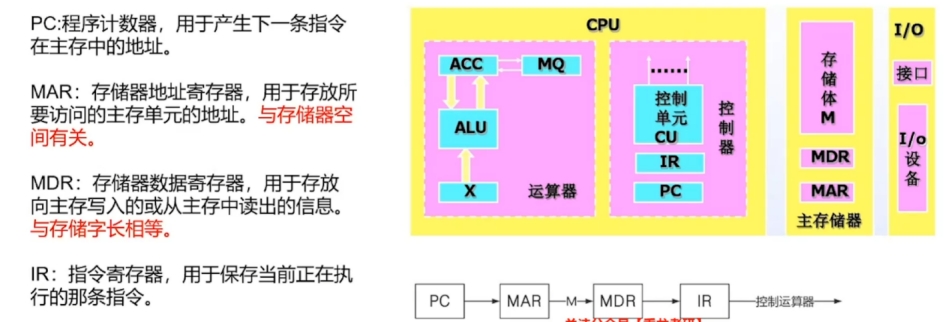 PC:程序计数器，用于产生下一条指令
在主存中的地址。
MAR：存储器地址寄存器，用于存放所
要访问的主存单元的地址。与存储器空
间有关。
MDR：存储器数据寄存器，用于存放
向主存写入的或从主存中读出的信息。
与存储字长相等。
IR：指令寄存器，用于保存当前正在执
行的那条指令。
CPU
ACC
MQ
ALU
X
运算器
......
控制
单元
CU
IR
PC
控制器
存储体
M
MDR
MAR
主存储器
I/O
接口
I/o
设备
PC
MAR
M
MDR
IR
控制运算器